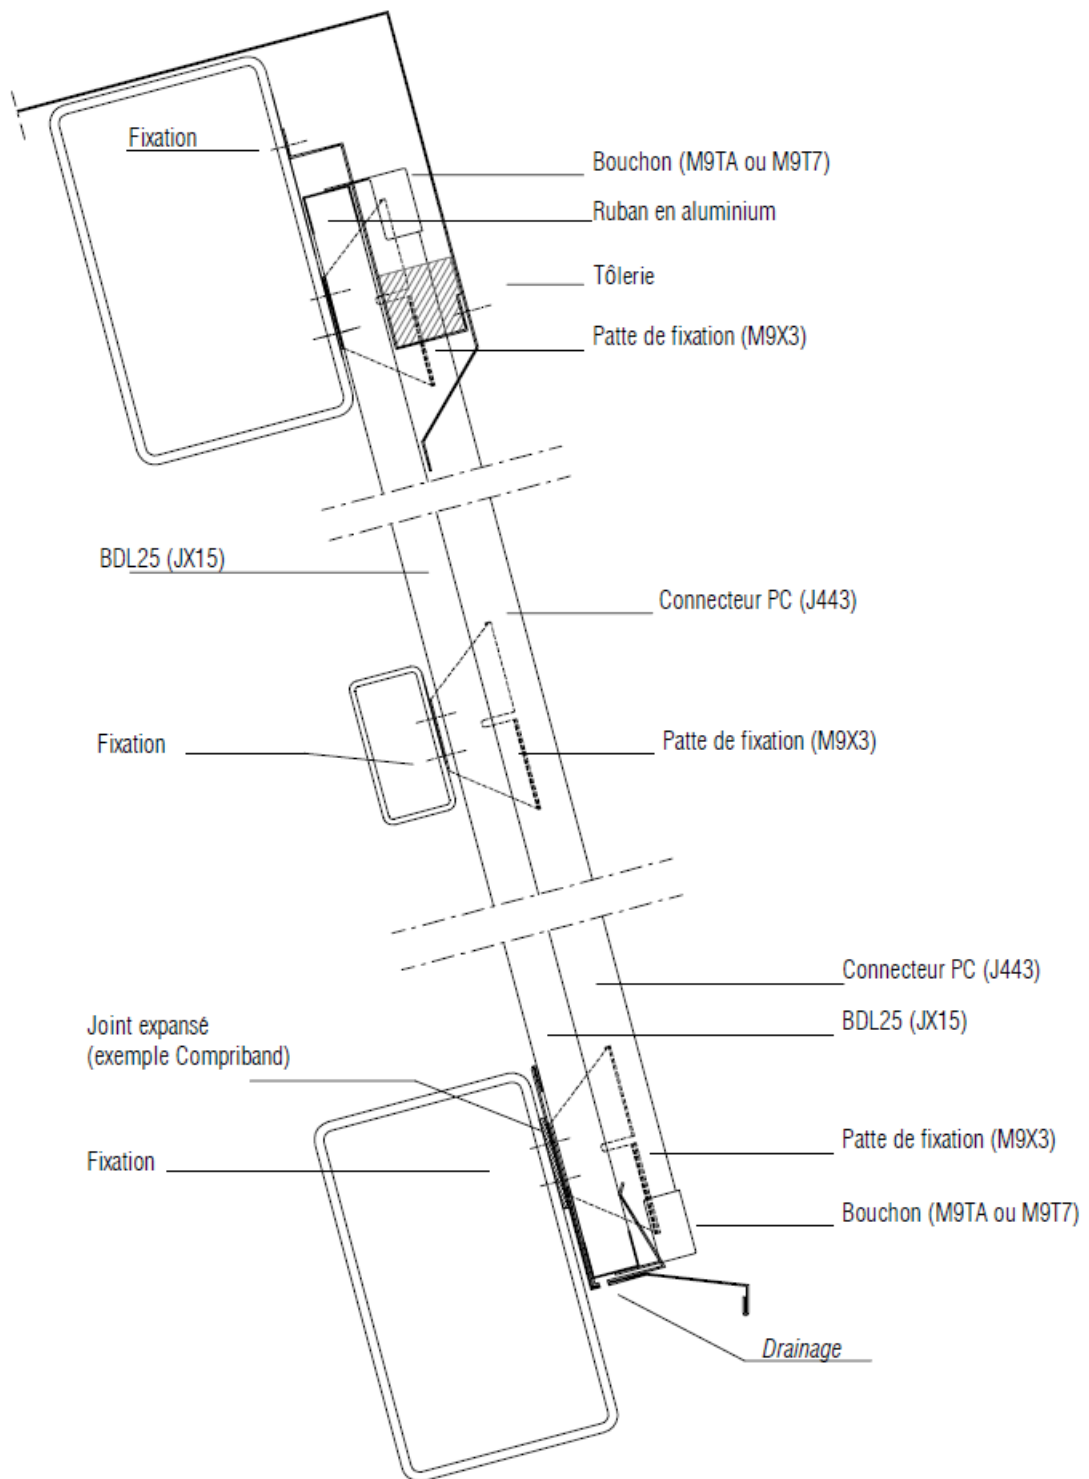 Fixation
Bouchon (M9TA ou M9T7)
Ruban en aluminium
Tôlerie
Patte de fixation (M9X3)
BDL25 (JX15)
Connecteur PC (J443)
Fixation
Patte de fixation (M9X3)
Connecteur PC (J443)
BDL25 (JX15)
Joint expansé
(exemple Compriband)
Patte de fixation (M9X3)
Fixation
Bouchon (M9TA ou M9T7)
Drainage